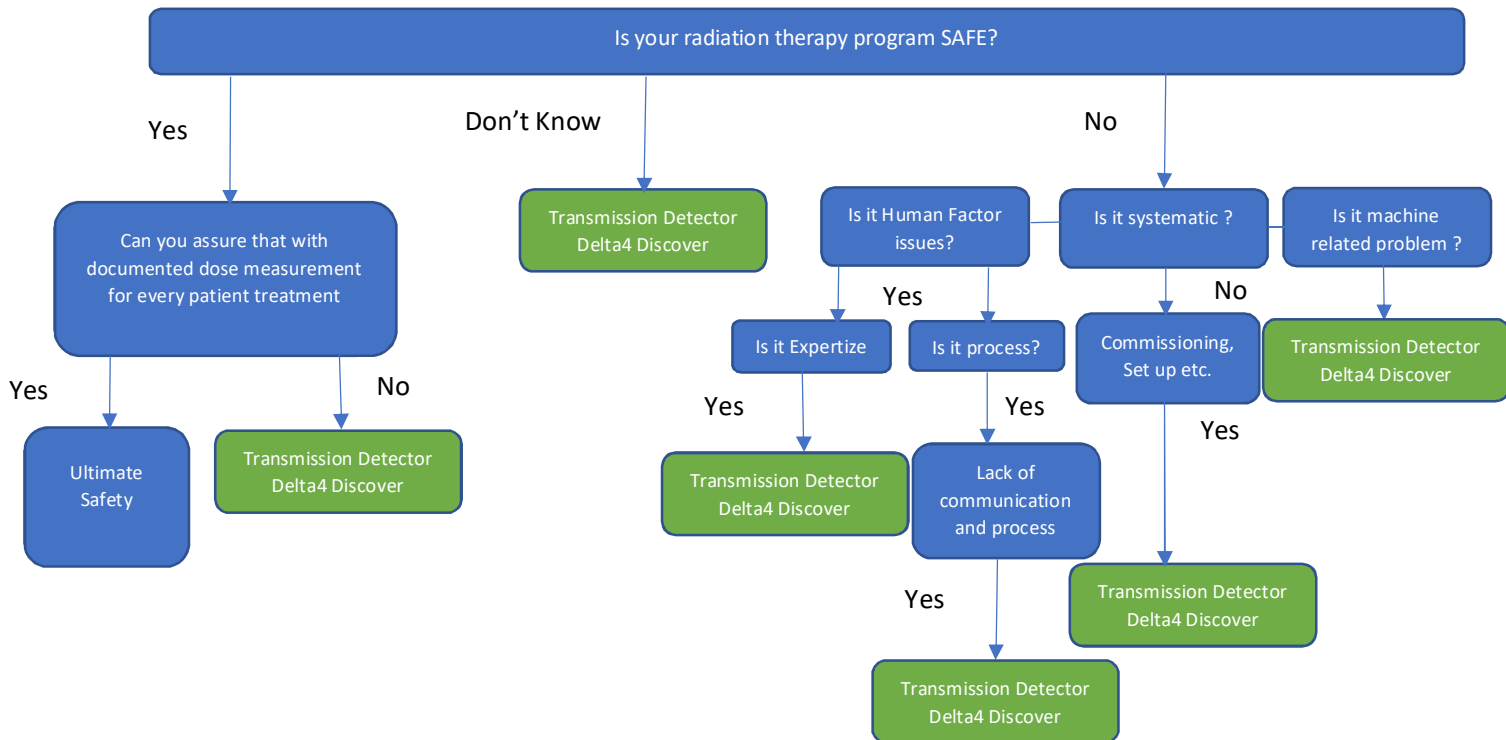 Is your radiation therapy program SAFE?
Yes
Don't Know
No
Can you assure that with
documented dose measurement
for every patient treatment
Transmission Detector
Delta4 Discover
Is it Human Factor
issues?
Is it systematic ?
Is it machine
related problem ?
Yes
No
Is it Expertize
Is it process?
Commissioning,
Set up etc.
Transmission Detector
Delta4 Discover
Yes
No
Yes
Yes
Yes
Ultimate
Safety
Transmission Detector
Delta4 Discover
Transmission Detector
Delta4 Discover
Lack of
communication
and process
Yes
Transmission Detector
Delta4 Discover
Transmission Detector
Delta4 Discover